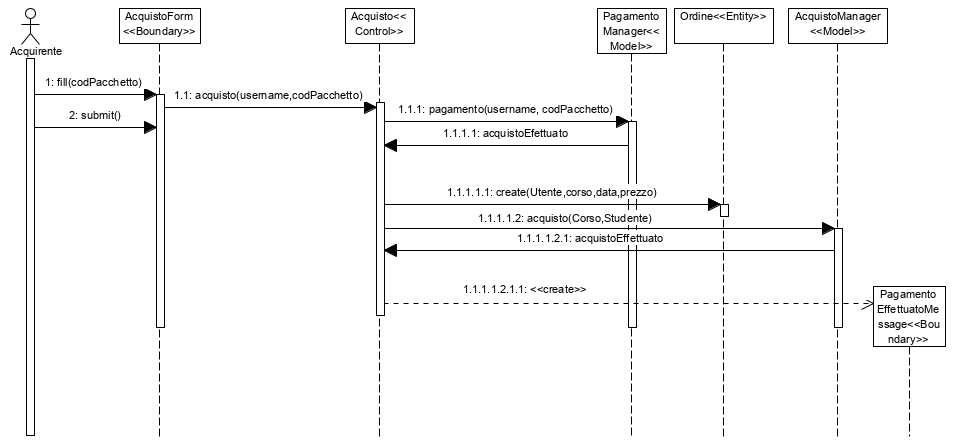 Acquirente
AcquistoForm
<<Boundary>>
Acquisto<<
Control>>
Pagamento
Manager<<
Model>>
Ordine<<Entity>>
AcquistoManager
<<Model>>
1: fill(codPacchetto)
1.1: acquisto(username,codPacchetto)
2: submit()
1.1.1: pagamento(username, codPacchetto)
1.1.1.1: acquistoEfettuato
1.1.1.1.1: create(Utente,corso,data,prezzo)
1.1.1.1.2: acquisto(Corso,Studente)
1.1.1.1.2.1: acquistoEffettuato
1.1.1.1.2.1.1: <<create>>
Pagamento
EffettuatoMe
ssage<<Bou
ndary>>